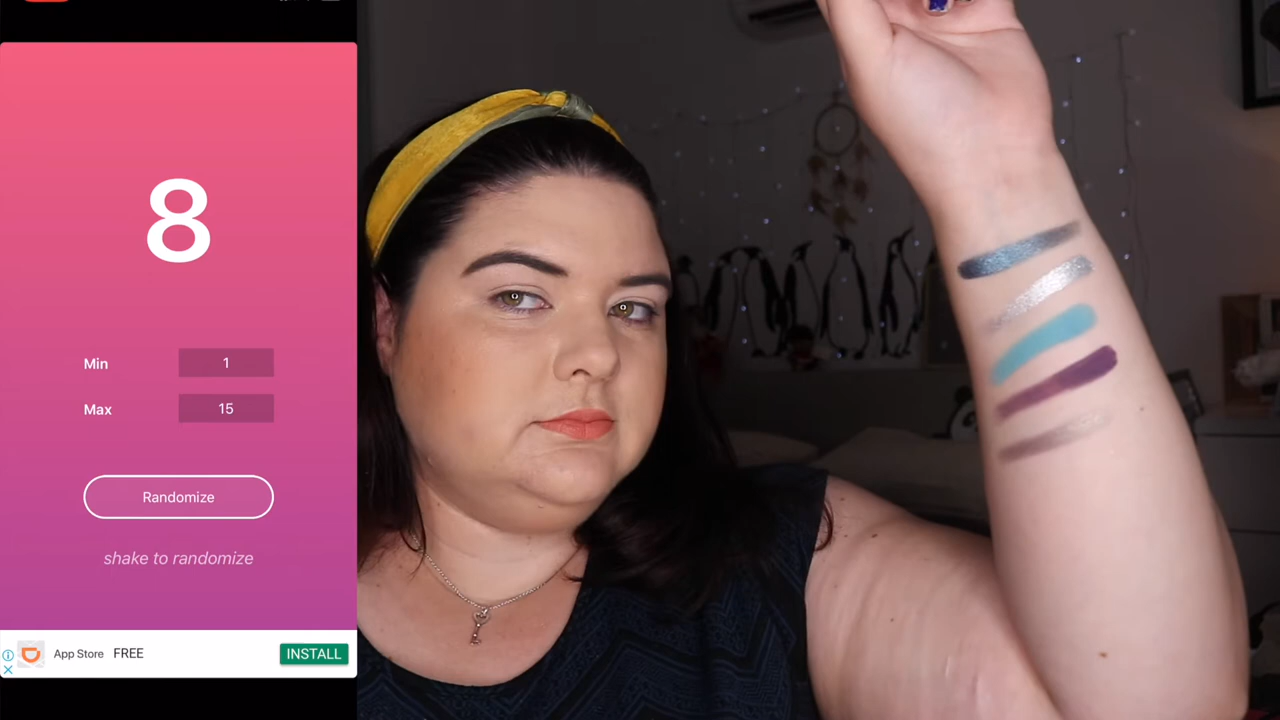 8
Min 1
Max 15
Randomize
shake to randomize
App Store FREE INSTALL